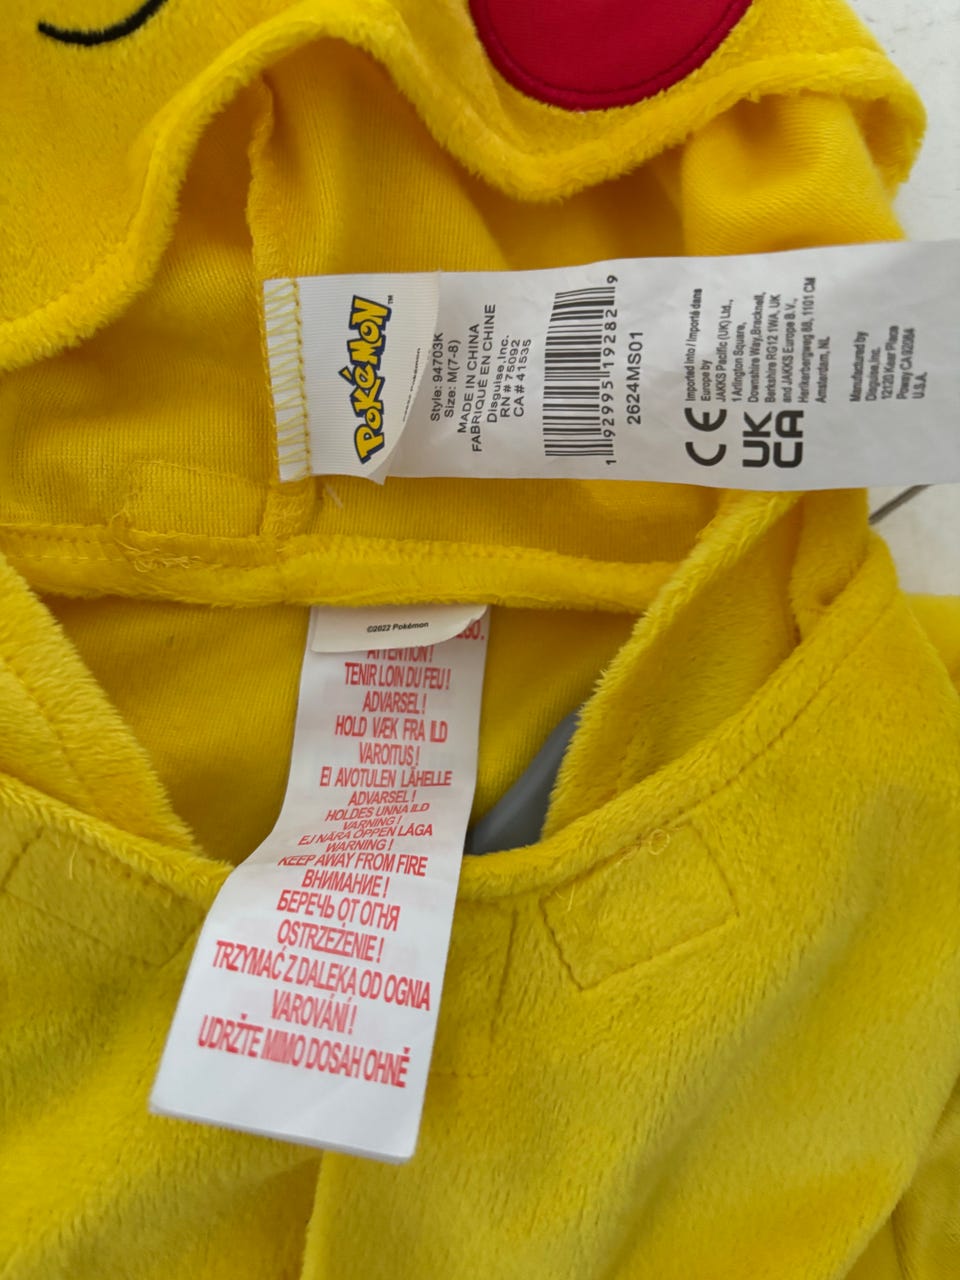 POKéMON™
Style: 94703K
Size: M(7-8)
MADE IN CHINA
FABRIQUÉ EN CHINE
Disguise,Inc.
RN # 75092
CA # 41535
1 92995 19282 9
2624MS01
CE
UK
CA
Imported into / Importé dans
Europe by
JAKKS Pacific (UK) Ltd.,
1 Arlington Square,
Downshire Way,Bracknell,
Berkshire RG12 1WA, UK
and JAKKS Europe B.V.,
Herikerbergweg 88, 1101 CM
Amsterdam, NL
Manufactured by
Disguise,Inc.
12120 Kear Place
Poway CA 92064
U.S.A.
©2022 Pokémon
ATTENTION !
TENIR LOIN DU FEU !
ADVARSEL !
HOLD VÆK FRA ILD
VAROITUS !
EI AVOTULEN LÄHELLE
ADVARSEL !
HOLDES UNNA ILD
VARNING !
EJ NÄRA ÖPPEN LÅGA
WARNING !
KEEP AWAY FROM FIRE
ВНИМАНИЕ !
БЕРЕЧЬ ОТ ОГНЯ
OSTRZEŻENIE !
TRZYMAĆ Z DALEKA OD OGNIA
VAROVÁNÍ !
UDRŽTE MIMO DOSAH OHNĚ